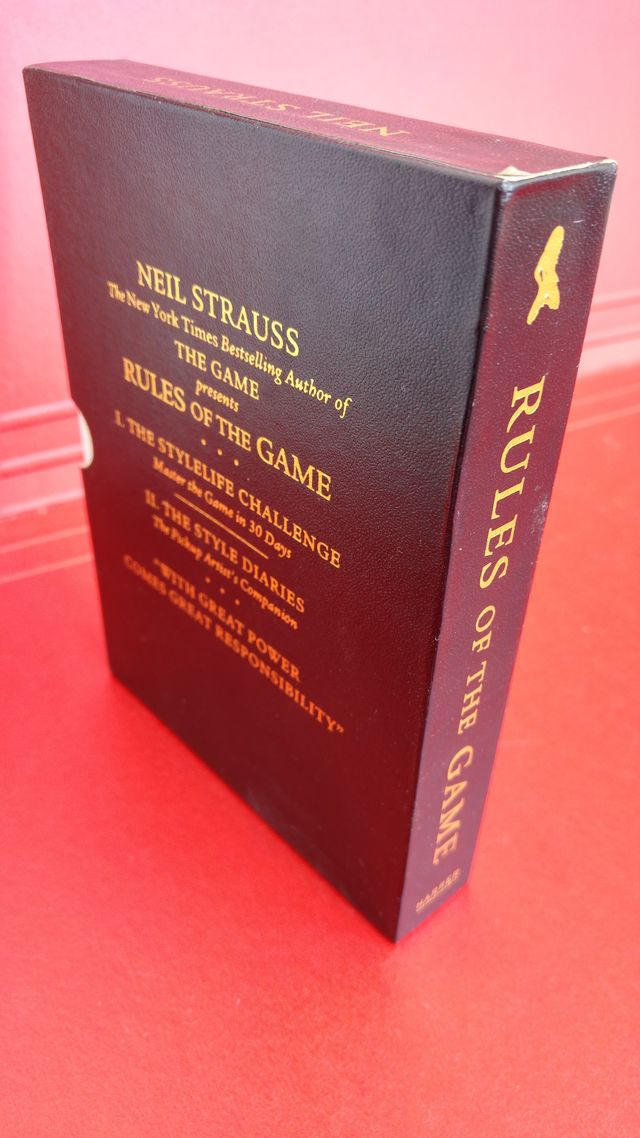 NEIL STRAUSS
NEIL STRAUSS
The New York Times Bestselling Author of
THE GAME
presents
RULES OF THE GAME
I. THE STYLELIFE CHALLENGE
Master the Game in 30 Days
II. THE STYLE DIARIES
The Pickup Artist's Companion
"WITH GREAT POWER
COMES GREAT RESPONSIBILITY"
RULES OF THE GAME
HARPER